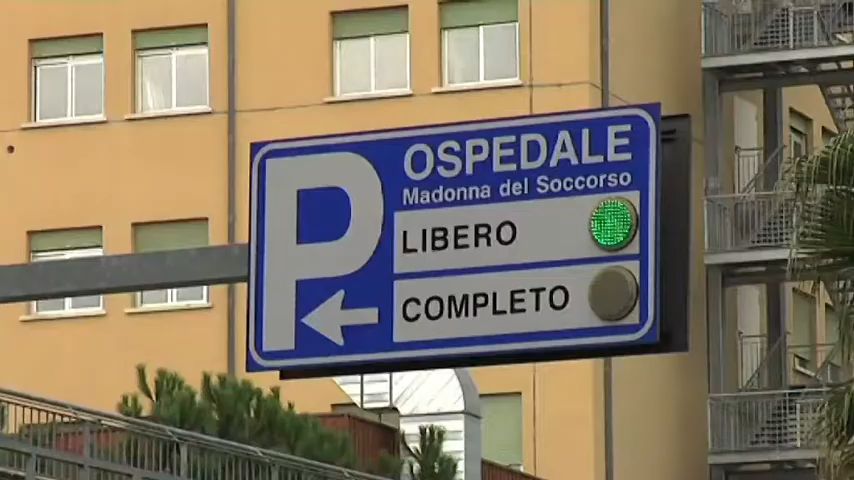 P
OSPEDALE
Madonna del Soccorso
LIBERO
COMPLETO